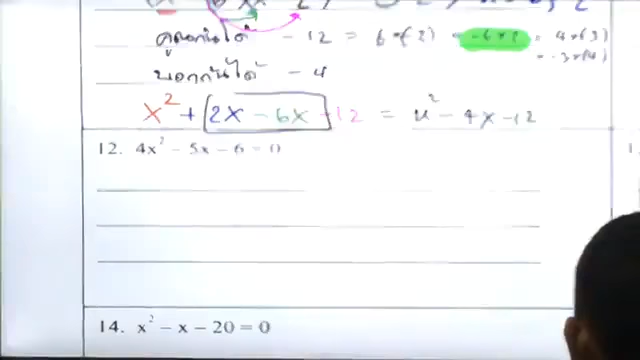 คูณกันได้ -12 = 6×(-2) -6×2 4×(3)
-3×(4)
บวกกันได้ -4
x² + 2x - 6x - 12 = x² - 4x - 12
12. 4x² - 5x - 6 = 0
14. x² - x - 20 = 0